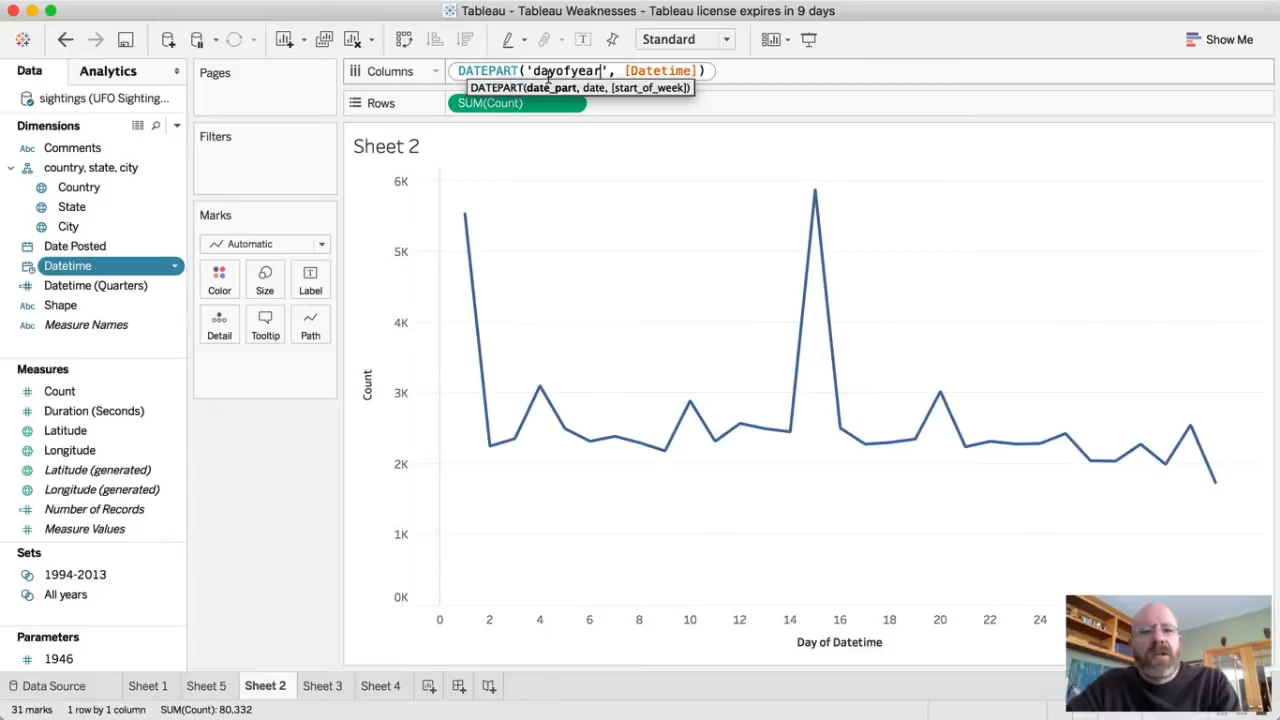 Tableau - Tableau Weaknesses - Tableau license expires in 9 days
Standard
Show Me
Data
Analytics
Pages
Columns
DATEPART('dayofyear', [Datetime])
DATEPART(date_part, date, [start_of_week])
Rows
SUM(Count)
sightings (UFO Sighting...
Dimensions
Abc Comments
country, state, city
Country
State
City
Date Posted
Datetime
Datetime (Quarters)
Abc Shape
Abc Measure Names
Measures
Count
Duration (Seconds)
Latitude
Longitude
Latitude (generated)
Longitude (generated)
Number of Records
Measure Values
Sets
1994-2013
All years
Parameters
1946
Filters
Marks
Automatic
Color
Size
Label
Detail
Tooltip
Path
Sheet 2
6K
5K
4K
3K
2K
1K
0K
Count
0 2 4 6 8 10 12 14 16 18 20 22 24
Day of Datetime
Data Source
Sheet 1
Sheet 5
Sheet 2
Sheet 3
Sheet 4
31 marks
1 row by 1 column
SUM(Count): 80,332